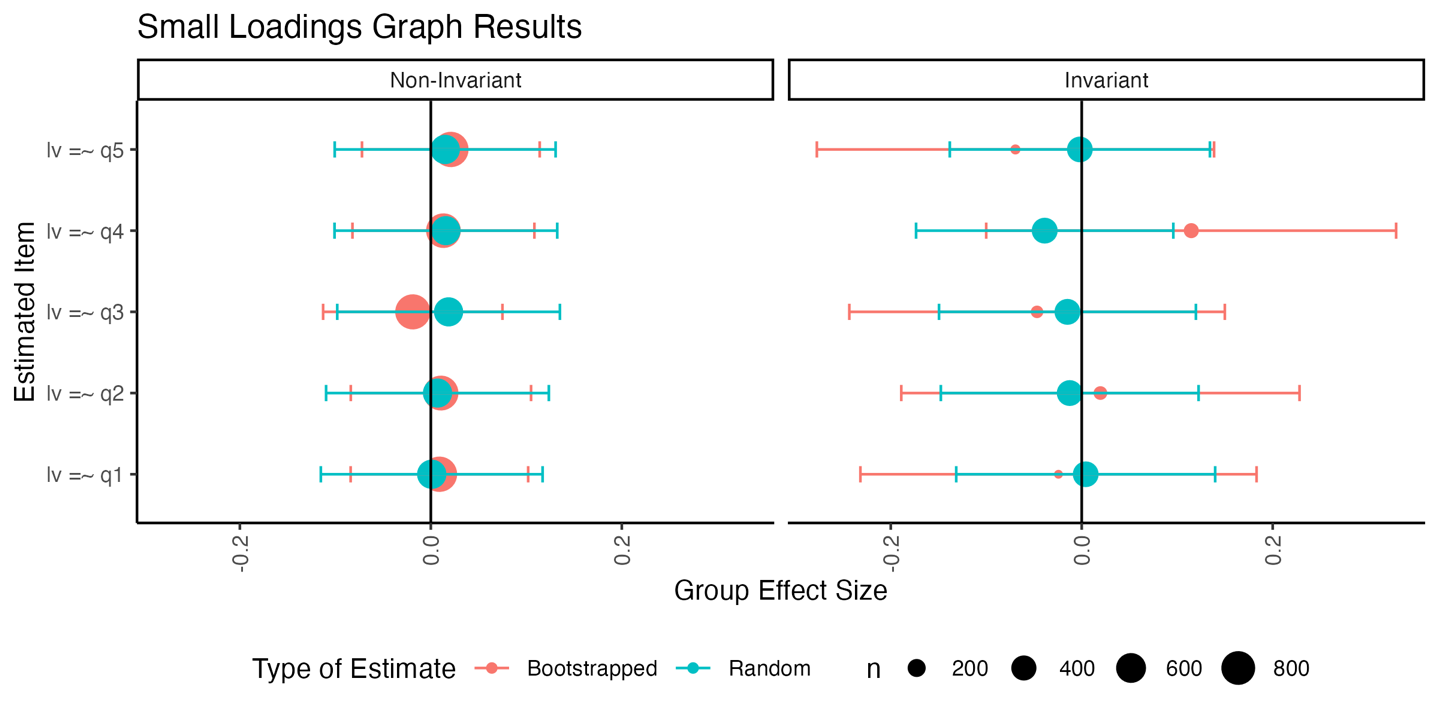 Small Loadings Graph Results
Non-Invariant
Invariant
Estimated Item
lv =~ q5
lv =~ q4
lv =~ q3
lv =~ q2
lv =~ q1
-0.2 0.0 0.2
-0.2 0.0 0.2
Group Effect Size
Type of Estimate Bootstrapped Random n 200 400 600 800